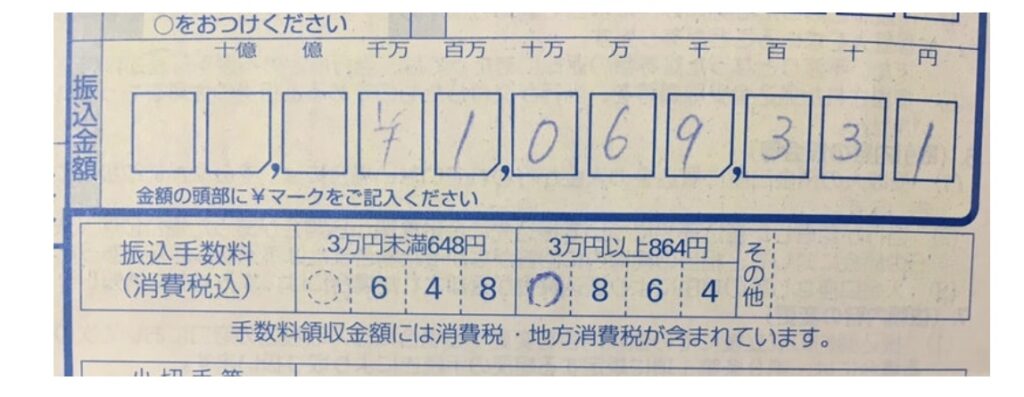 ○をおつけください
十億 億 千万 百万 十万 万 千 百 十 円
振込金額
¥1,069,331
金額の頭部に¥マークをご記入ください
振込手数料
(消費税込)
3万円未満648円
648
3万円以上864円
○864
その他
手数料領収金額には消費税・地方消費税が含まれています。
小切手等